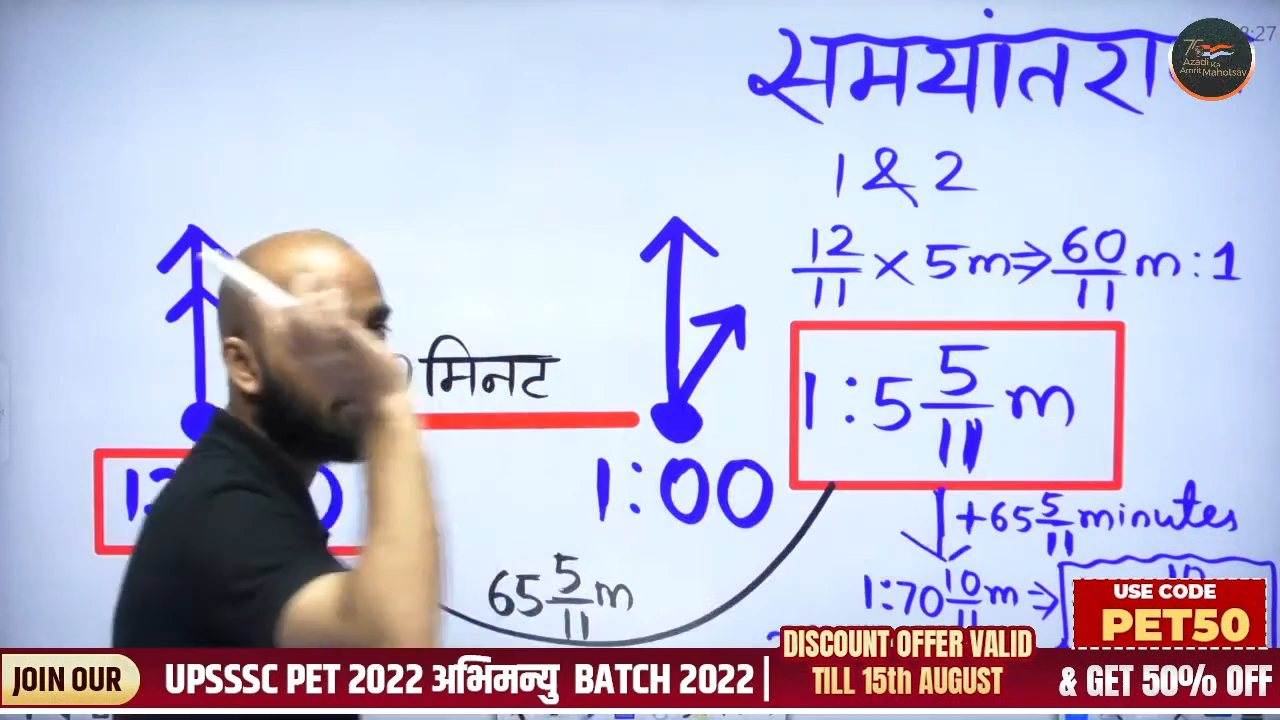 समयांतरा
Azadi Ka
Amrit Mahotsav
1 & 2
12/11 × 5m ⇒ 60/11 m : 1
मिनट
1 : 5 5/11 m
1:00
+65 5/11 minutes
65 5/11 m
1:70 10/11 m ⇒
USE CODE
PET50
DISCOUNT OFFER VALID
JOIN OUR UPSSSC PET 2022 अभिमन्यु BATCH 2022 | TILL 15th AUGUST & GET 50% OFF